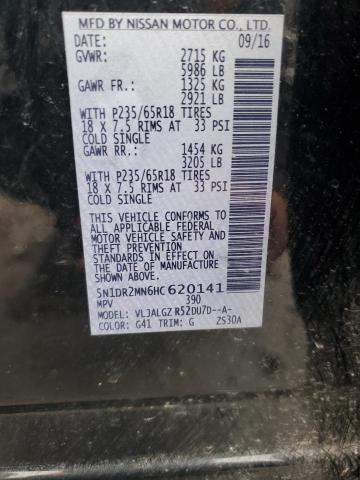 MFD BY NISSAN MOTOR CO., LTD.
DATE: 09/16
GVWR: 2715 KG
5986 LB
GAWR FR.: 1325 KG
2921 LB
WITH P235/65R18 TIRES
18 X 7.5 RIMS AT 33 PSI
COLD SINGLE
GAWR RR.: 1454 KG
3205 LB
WITH P235/65R18 TIRES
18 X 7.5 RIMS AT 33 PSI
COLD SINGLE
THIS VEHICLE CONFORMS TO
ALL APPLICABLE FEDERAL
MOTOR VEHICLE SAFETY
STANDARDS IN EFFECT ON THE
DATE OF MANUFACTURE SHOWN
ABOVE.
5N1DR2MN6HC620141
MPV 390
MODEL: VLJALGZ R52DU7D--A-
COLOR: G41 TRIM: G ZS30A